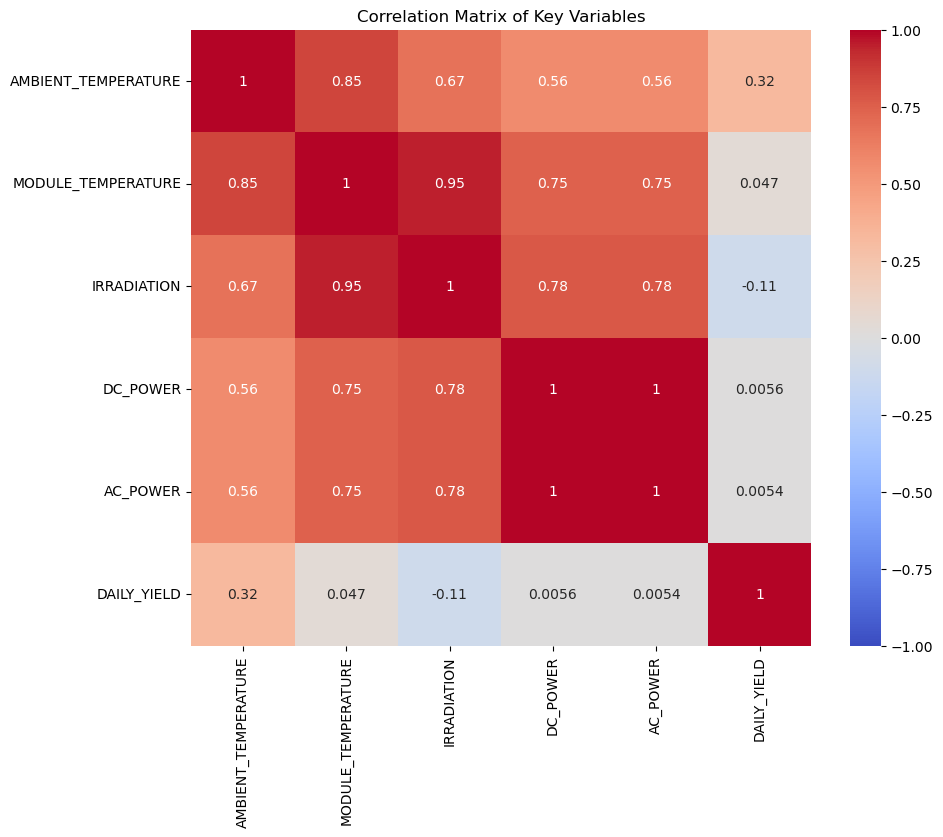 Correlation Matrix of Key Variables
AMBIENT_TEMPERATURE 1 0.85 0.67 0.56 0.56 0.32
MODULE_TEMPERATURE 0.85 1 0.95 0.75 0.75 0.047
IRRADIATION 0.67 0.95 1 0.78 0.78 -0.11
DC_POWER 0.56 0.75 0.78 1 1 0.0056
AC_POWER 0.56 0.75 0.78 1 1 0.0054
DAILY_YIELD 0.32 0.047 -0.11 0.0056 0.0054 1
AMBIENT_TEMPERATURE
MODULE_TEMPERATURE
IRRADIATION
DC_POWER
AC_POWER
DAILY_YIELD
1.00
0.75
0.50
0.25
0.00
−0.25
−0.50
−0.75
−1.00